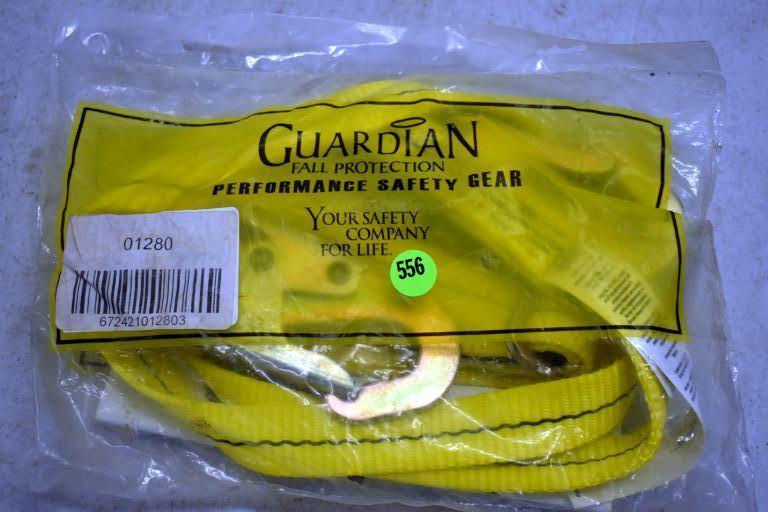 GUARDIAN
FALL PROTECTION
PERFORMANCE SAFETY GEAR
YOUR SAFETY
COMPANY
FOR LIFE.
556
01280
672421012803